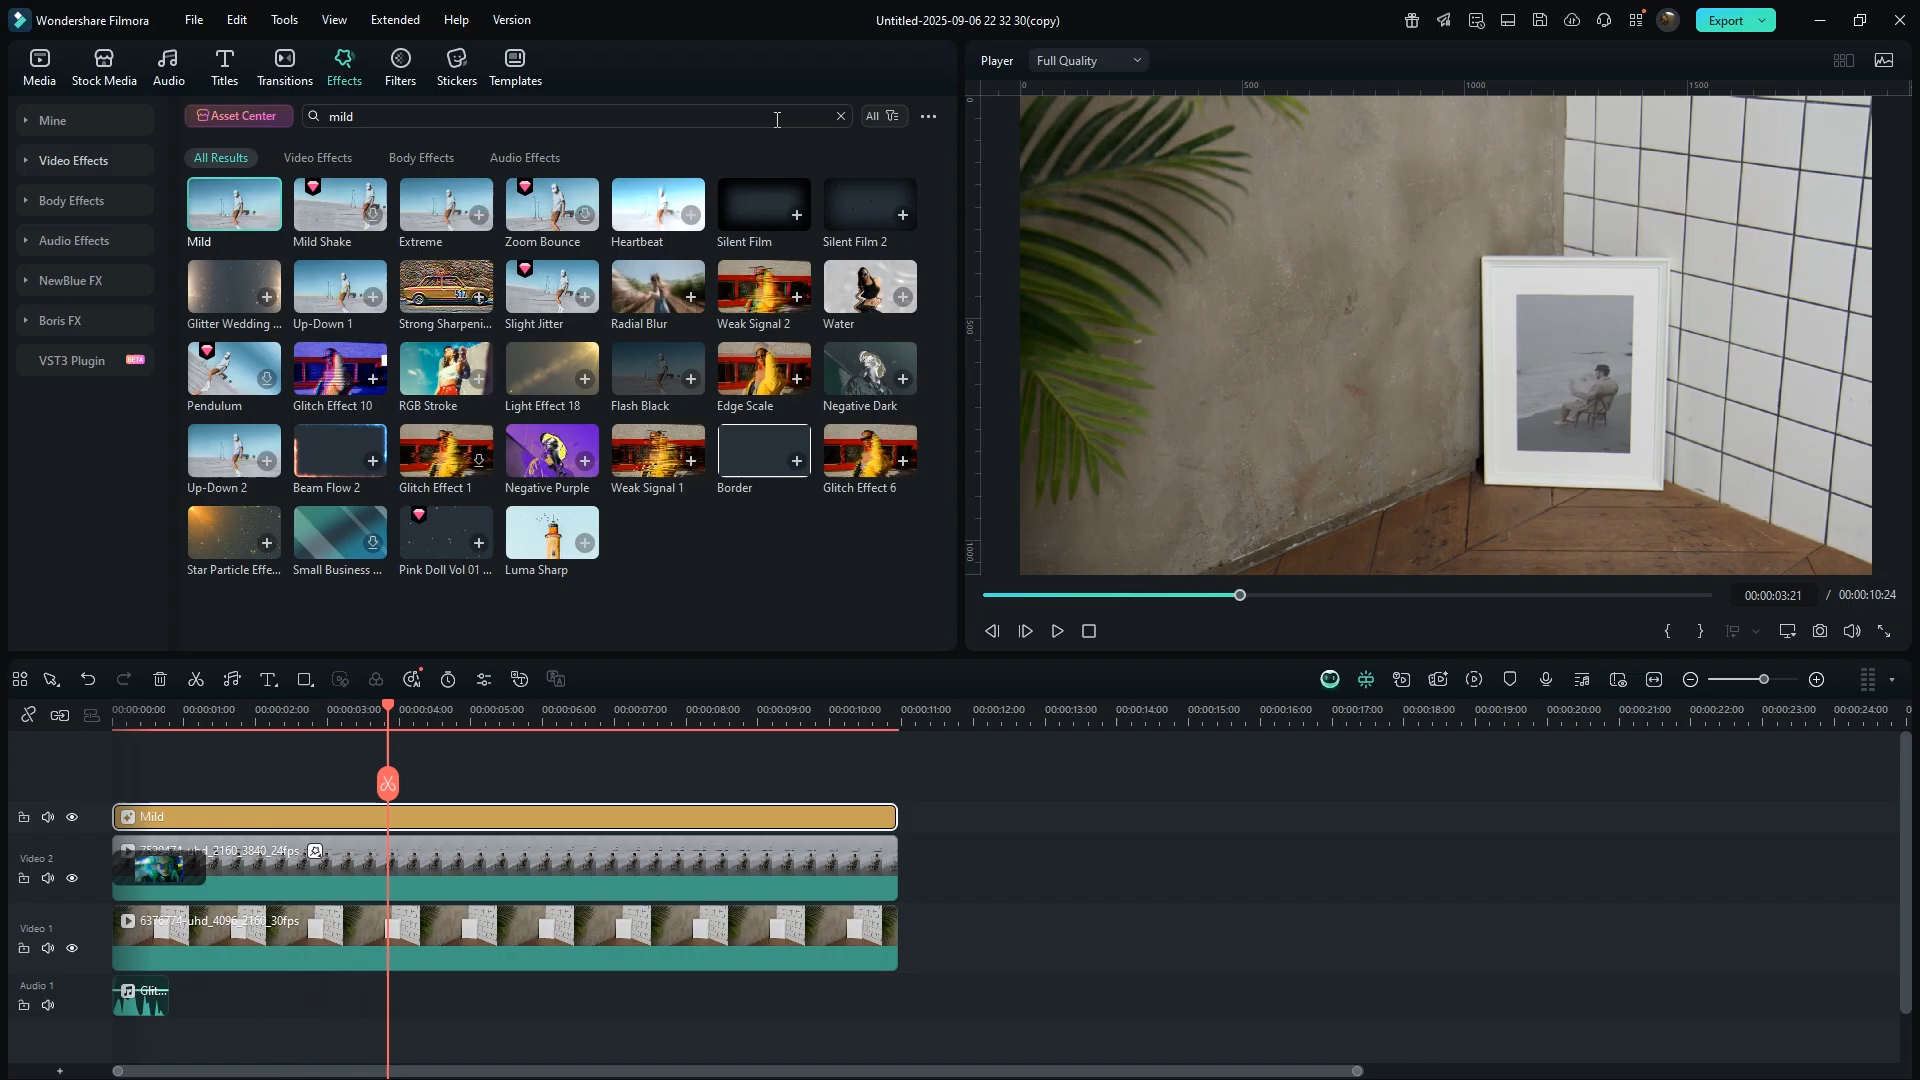 Wondershare Filmora
File
Edit
Tools
View
Extended
Help
Version
Untitled-2025-09-06 22 32 30(copy)
Export
Media
Stock Media
Audio
Titles
Transitions
Effects
Filters
Stickers
Templates
Player
Full Quality
Mine
Video Effects
Body Effects
Audio Effects
NewBlue FX
Boris FX
VST3 Plugin
BETA
Asset Center
mild
All
All Results
Video Effects
Body Effects
Audio Effects
Mild
Mild Shake
Extreme
Zoom Bounce
Heartbeat
Silent Film
Silent Film 2
Glitter Wedding ...
Up-Down 1
Strong Sharpeni...
Slight Jitter
Radial Blur
Weak Signal 2
Water
Pendulum
Glitch Effect 10
RGB Stroke
Light Effect 18
Flash Black
Edge Scale
Negative Dark
Up-Down 2
Beam Flow 2
Glitch Effect 1
Negative Purple
Weak Signal 1
Border
Glitch Effect 6
Star Particle Effe...
Small Business ...
Pink Doll Vol 01 ...
Luma Sharp
0
500
1000
1500
0
500
1000
00:00:03:21 / 00:00:10:24
00:00:00:00
00:00:01:00
00:00:02:00
00:00:03:00
00:00:04:00
00:00:05:00
00:00:06:00
00:00:07:00
00:00:08:00
00:00:09:00
00:00:10:00
00:00:11:00
00:00:12:00
00:00:13:00
00:00:14:00
00:00:15:00
00:00:16:00
00:00:17:00
00:00:18:00
00:00:19:00
00:00:20:00
00:00:21:00
00:00:22:00
00:00:23:00
00:00:24:00
Mild
Video 2
Video 1
6376774-uhd_4096_2160_30fps
Audio 1
Glit...